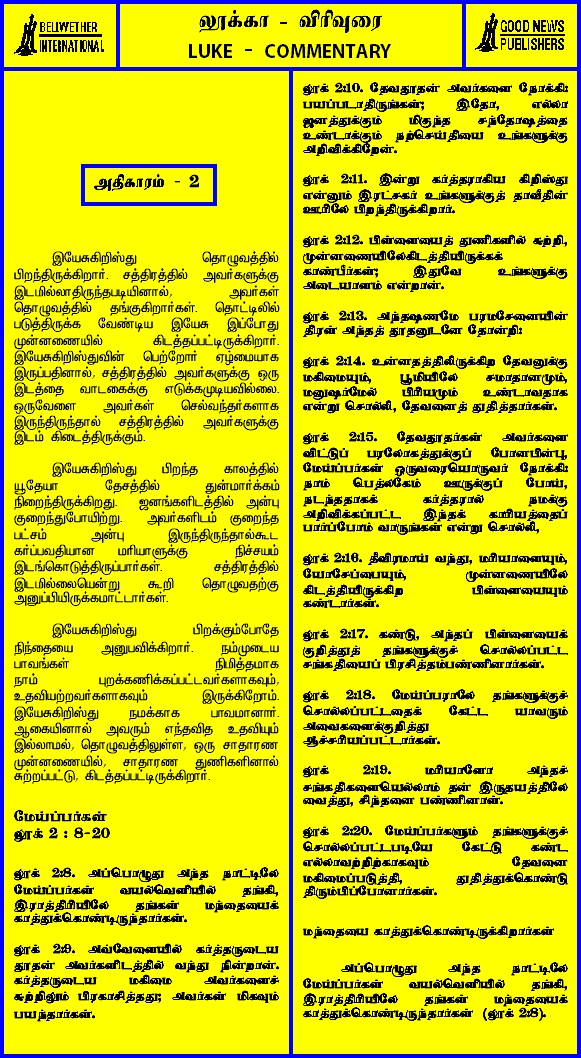 BELLWETHER
INTERNATIONAL
லூக்கா - விரிவுரை
LUKE - COMMENTARY
GOOD NEWS
PUBLISHERS
அதிகாரம் - 2
இயேசுகிறிஸ்து தொழுவத்தில்
பிறந்திருக்கிறார். சத்திரத்தில் அவர்களுக்கு
இடமில்லாதிருந்தபடியினால், அவர்கள்
தொழுவத்தில் தங்குகிறார்கள். தொட்டிலில்
படுத்திருக்க வேண்டிய இயேசு இப்போது
முன்னணையில் கிடத்தப்பட்டிருக்கிறார்.
இயேசுகிறிஸ்துவின் பெற்றோர் ஏழ்மையாக
இருப்பதினால், சத்திரத்தில் அவர்களுக்கு ஒரு
இடத்தை வாடகைக்கு எடுக்கமுடியவில்லை.
ஒருவேளை அவர்கள் செல்வந்தர்களாக
இருந்திருந்தால் சத்திரத்தில் அவர்களுக்கு
இடம் கிடைத்திருக்கும்.
இயேசுகிறிஸ்து பிறந்த காலத்தில்
யூதேயா தேசத்தில் துன்மார்க்கம்
நிறைந்திருக்கிறது. ஜனங்களிடத்தில் அன்பு
குறைந்துபோயிற்று. அவர்களிடம் குறைந்த
பட்சம் அன்பு இருந்திருந்தால்கூட
கர்ப்பவதியான மரியாளுக்கு நிச்சயம்
இடங்கொடுத்திருப்பார்கள். சத்திரத்தில்
இடமில்லையென்று கூறி தொழுவதற்கு
அனுப்பியிருக்கமாட்டார்கள்.
இயேசுகிறிஸ்து பிறக்கும்போதே
நிந்தையை அனுபவிக்கிறார். நம்முடைய
பாவங்கள் நிமித்தமாக
நாம் புறக்கணிக்கப்பட்டவர்களாகவும்,
உதவியற்றவர்களாகவும் இருக்கிறோம்.
இயேசுகிறிஸ்து நமக்காக பாவமானார்.
ஆகையினால் அவரும் எந்தவித உதவியும்
இல்லாமல், தொழுவத்திலுள்ள, ஒரு சாதாரண
முன்னணையில், சாதாரண துணிகளினால்
சுற்றப்பட்டு, கிடத்தப்பட்டிருக்கிறார்.
மேய்ப்பர்கள்
லூக் 2 : 8-20
லூக் 2:8. அப்பொழுது அந்த நாட்டிலே
மேய்ப்பர்கள் வயல்வெளியில் தங்கி,
இராத்திரியிலே தங்கள் மந்தையைக்
காத்துக்கொண்டிருந்தார்கள்.
லூக் 2:9. அவ்வேளையில் கர்த்தருடைய
தூதன் அவர்களிடத்தில் வந்து நின்றான்.
கர்த்தருடைய மகிமை அவர்களைச்
சுற்றிலும் பிரகாசித்தது; அவர்கள் மிகவும்
பயந்தார்கள்.
லூக் 2:10. தேவதூதன் அவர்களை நோக்கி:
பயப்படாதிருங்கள்; இதோ, எல்லா
ஜனத்துக்கும் மிகுந்த சந்தோஷத்தை
உண்டாக்கும் நற்செய்தியை உங்களுக்கு
அறிவிக்கிறேன்.
லூக் 2:11. இன்று கர்த்தராகிய கிறிஸ்து
என்னும் இரட்சகர் உங்களுக்குத் தாவீதின்
ஊரிலே பிறந்திருக்கிறார்.
லூக் 2:12. பிள்ளையைத் துணிகளில் சுற்றி,
முன்னணையிலேகிடத்தியிருக்கக்
காண்பீர்கள்; இதுவே உங்களுக்கு
அடையாளம் என்றான்.
லூக் 2:13. அந்தஷணமே பரமசேனையின்
திரள் அந்தத் தூதனுடனே தோன்றி:
லூக் 2:14. உன்னதத்திலிருக்கிற தேவனுக்கு
மகிமையும், பூமியிலே சமாதானமும்,
மனுஷர்மேல் பிரியமும் உண்டாவதாக
என்று சொல்லி, தேவனைத் துதித்தார்கள்.
லூக் 2:15. தேவதூதர்கள் அவர்களை
விட்டுப் பரலோகத்துக்குப் போனபின்பு,
மேய்ப்பர்கள் ஒருவரையொருவர் நோக்கி:
நாம் பெத்லகேம் ஊருக்குப் போய்,
நடந்ததாகக் கர்த்தரால் நமக்கு
அறிவிக்கப்பட்ட இந்தக் காரியத்தைப்
பார்ப்போம் வாருங்கள் என்று சொல்லி,
லூக் 2:16. தீவிரமாய் வந்து, மரியாளையும்,
யோசேப்பையும், முன்னணையிலே
கிடத்தியிருக்கிற பிள்ளையையும்
கண்டார்கள்.
லூக் 2:17. கண்டு, அந்தப் பிள்ளையைக்
குறித்துத் தங்களுக்குச் சொல்லப்பட்ட
சங்கதியைப் பிரசித்தம்பண்ணினார்கள்.
லூக் 2:18. மேய்ப்பராலே தங்களுக்குச்
சொல்லப்பட்டதைக் கேட்ட யாவரும்
அவைகளைக்குறித்து
ஆச்சரியப்பட்டார்கள்.
லூக் 2:19. மரியாளோ அந்தச்
சங்கதிகளையெல்லாம் தன் இருதயத்திலே
வைத்து, சிந்தனை பண்ணினாள்.
லூக் 2:20. மேய்ப்பர்களும் தங்களுக்குச்
சொல்லப்பட்டபடியே கேட்டு கண்ட
எல்லாவற்றிற்காகவும் தேவனை
மகிமைப்படுத்தி, துதித்துக்கொண்டு
திரும்பிப்போனார்கள்.
மந்தையை காத்துக்கொண்டிருக்கிறார்கள்
அப்பொழுது அந்த நாட்டிலே
மேய்ப்பர்கள் வயல்வெளியில் தங்கி,
இராத்திரியிலே தங்கள் மந்தையைக்
காத்துக்கொண்டிருந்தார்கள் (லூக் 2:8).